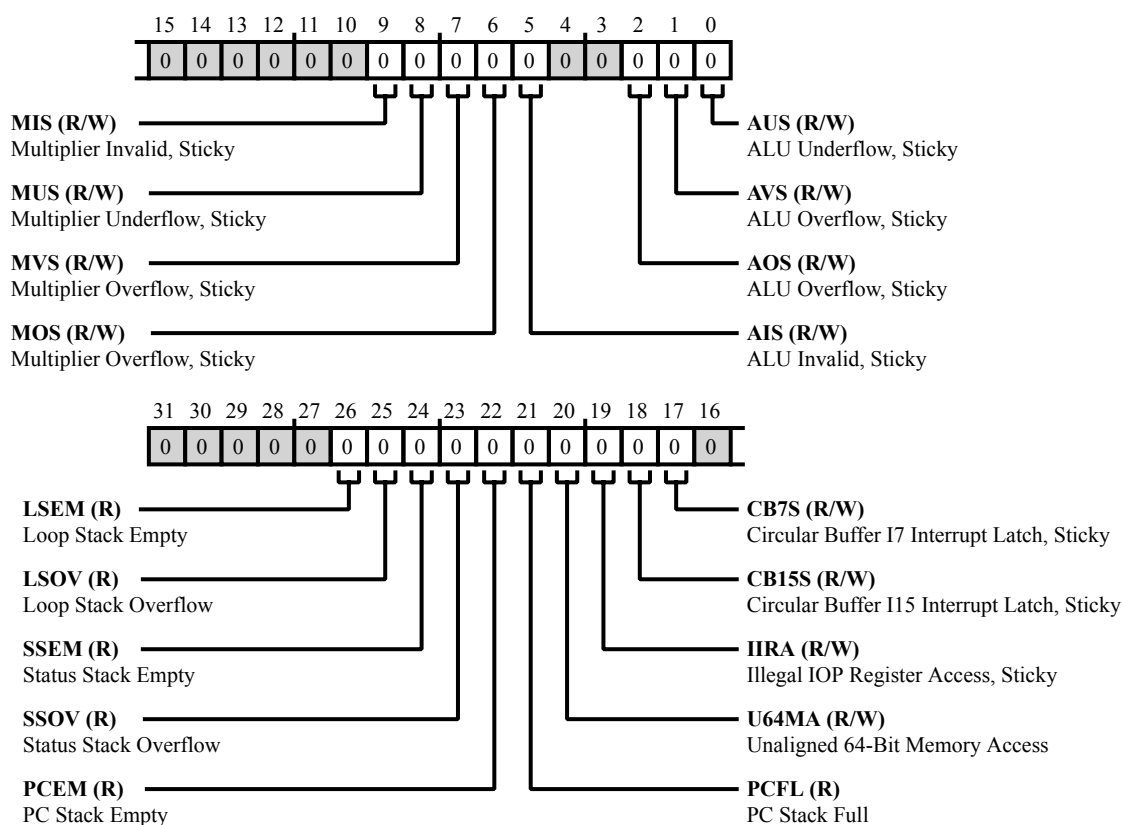 15 14 13 12 11 10 9 8 7 6 5 4 3 2 1 0
0 0 0 0 0 0 0 0 0 0 0 0 0 0 0 0
MIS (R/W)
Multiplier Invalid, Sticky
MUS (R/W)
Multiplier Underflow, Sticky
MVS (R/W)
Multiplier Overflow, Sticky
MOS (R/W)
Multiplier Overflow, Sticky
AUS (R/W)
ALU Underflow, Sticky
AVS (R/W)
ALU Overflow, Sticky
AOS (R/W)
ALU Overflow, Sticky
AIS (R/W)
ALU Invalid, Sticky
31 30 29 28 27 26 25 24 23 22 21 20 19 18 17 16
0 0 0 0 0 0 0 0 0 0 0 0 0 0 0 0
LSEM (R)
Loop Stack Empty
LSOV (R)
Loop Stack Overflow
SSEM (R)
Status Stack Empty
SSOV (R)
Status Stack Overflow
PCEM (R)
PC Stack Empty
CB7S (R/W)
Circular Buffer I7 Interrupt Latch, Sticky
CB15S (R/W)
Circular Buffer I15 Interrupt Latch, Sticky
IIRA (R/W)
Illegal IOP Register Access, Sticky
U64MA (R/W)
Unaligned 64-Bit Memory Access
PCFL (R)
PC Stack Full